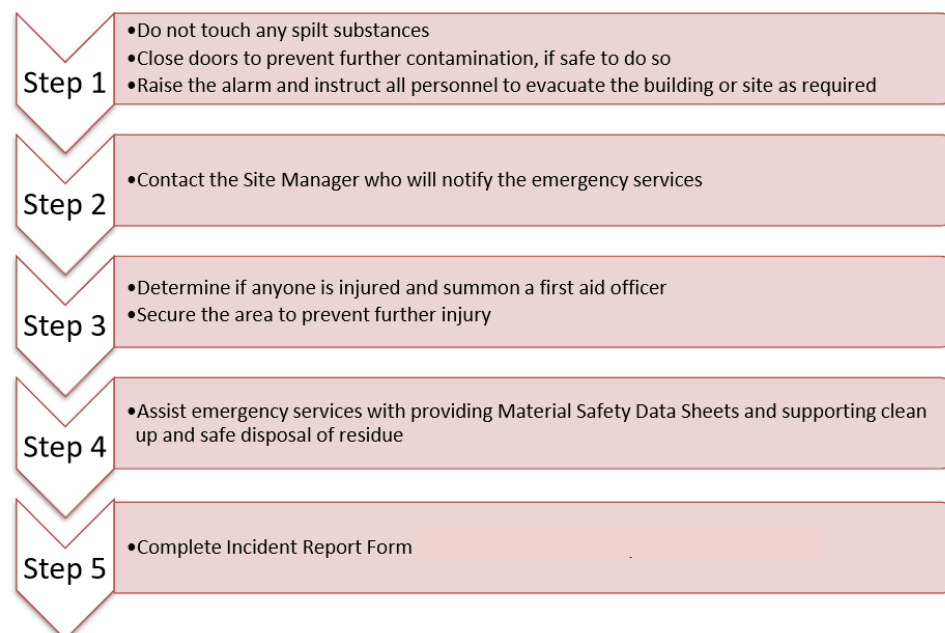 Step 1
•Do not touch any spilt substances
•Close doors to prevent further contamination, if safe to do so
•Raise the alarm and instruct all personnel to evacuate the building or site as required
Step 2
•Contact the Site Manager who will notify the emergency services
Step 3
•Determine if anyone is injured and summon a first aid officer
•Secure the area to prevent further injury
Step 4
•Assist emergency services with providing Material Safety Data Sheets and supporting clean
up and safe disposal of residue
Step 5
•Complete Incident Report Form